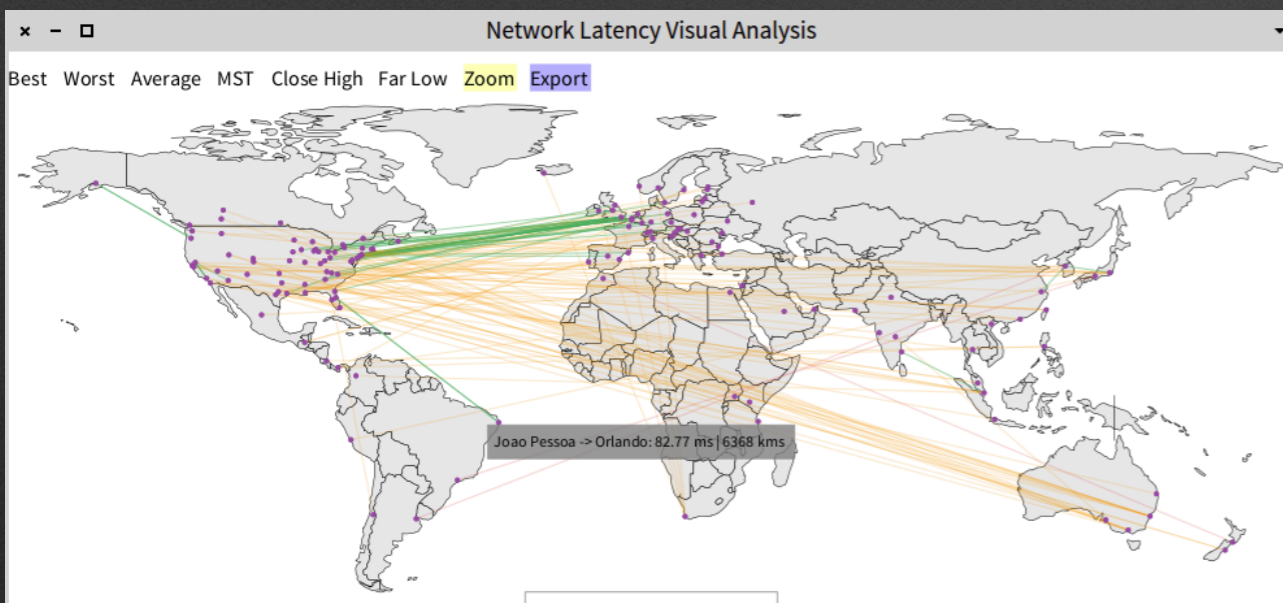 Network Latency Visual Analysis
Best Worst Average MST Close High Far Low Zoom Export
Joao Pessoa -> Orlando: 82.77 ms | 6368 kms